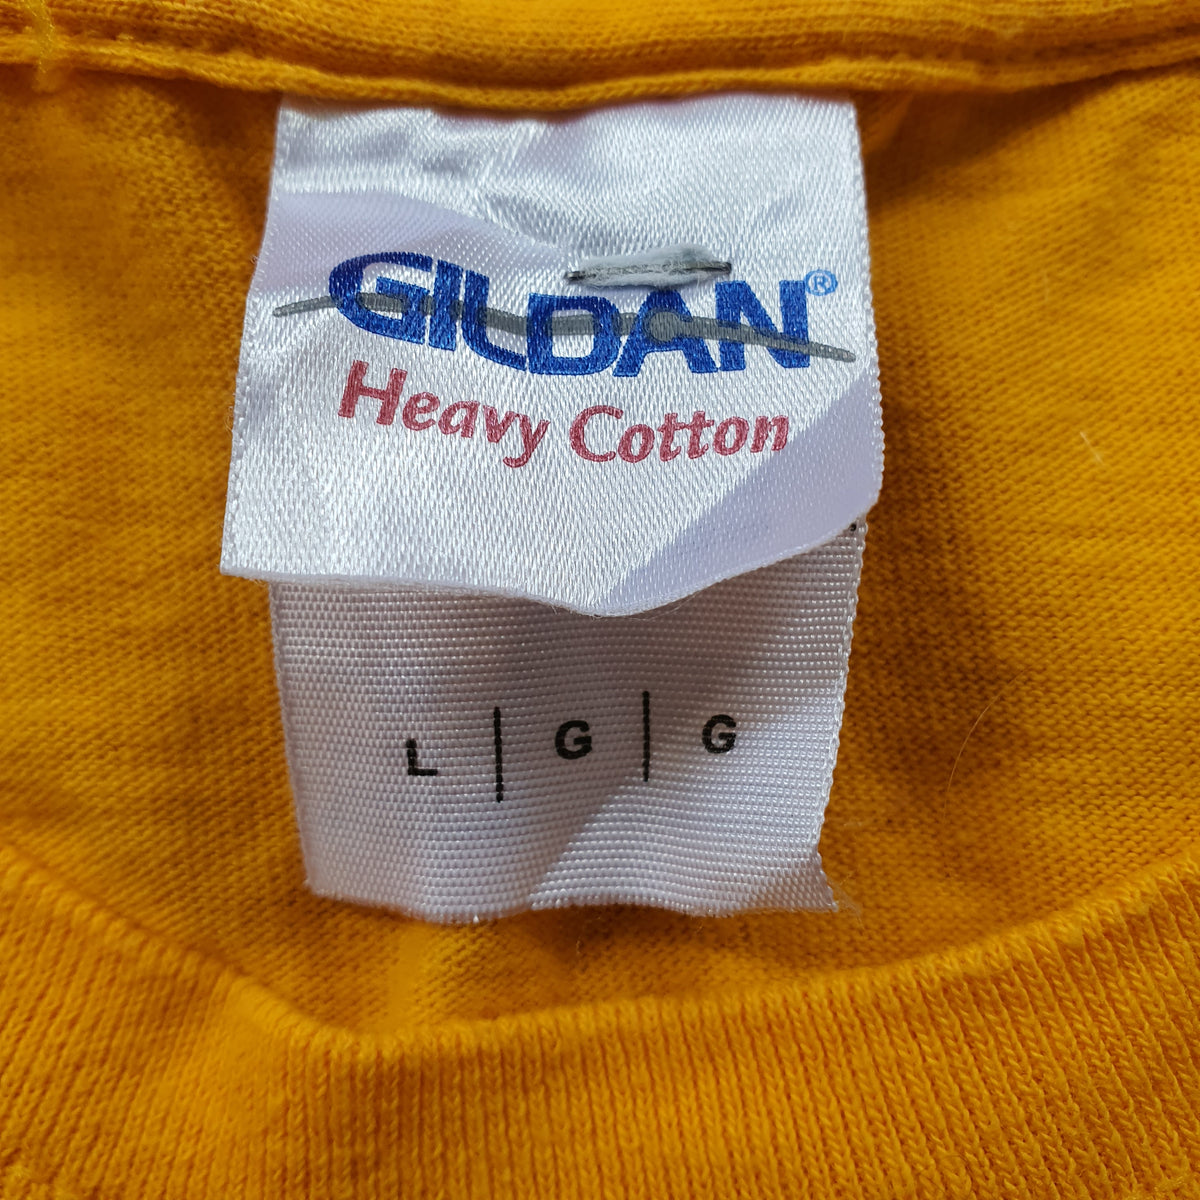 GILDAN®
Heavy Cotton
L | G | G